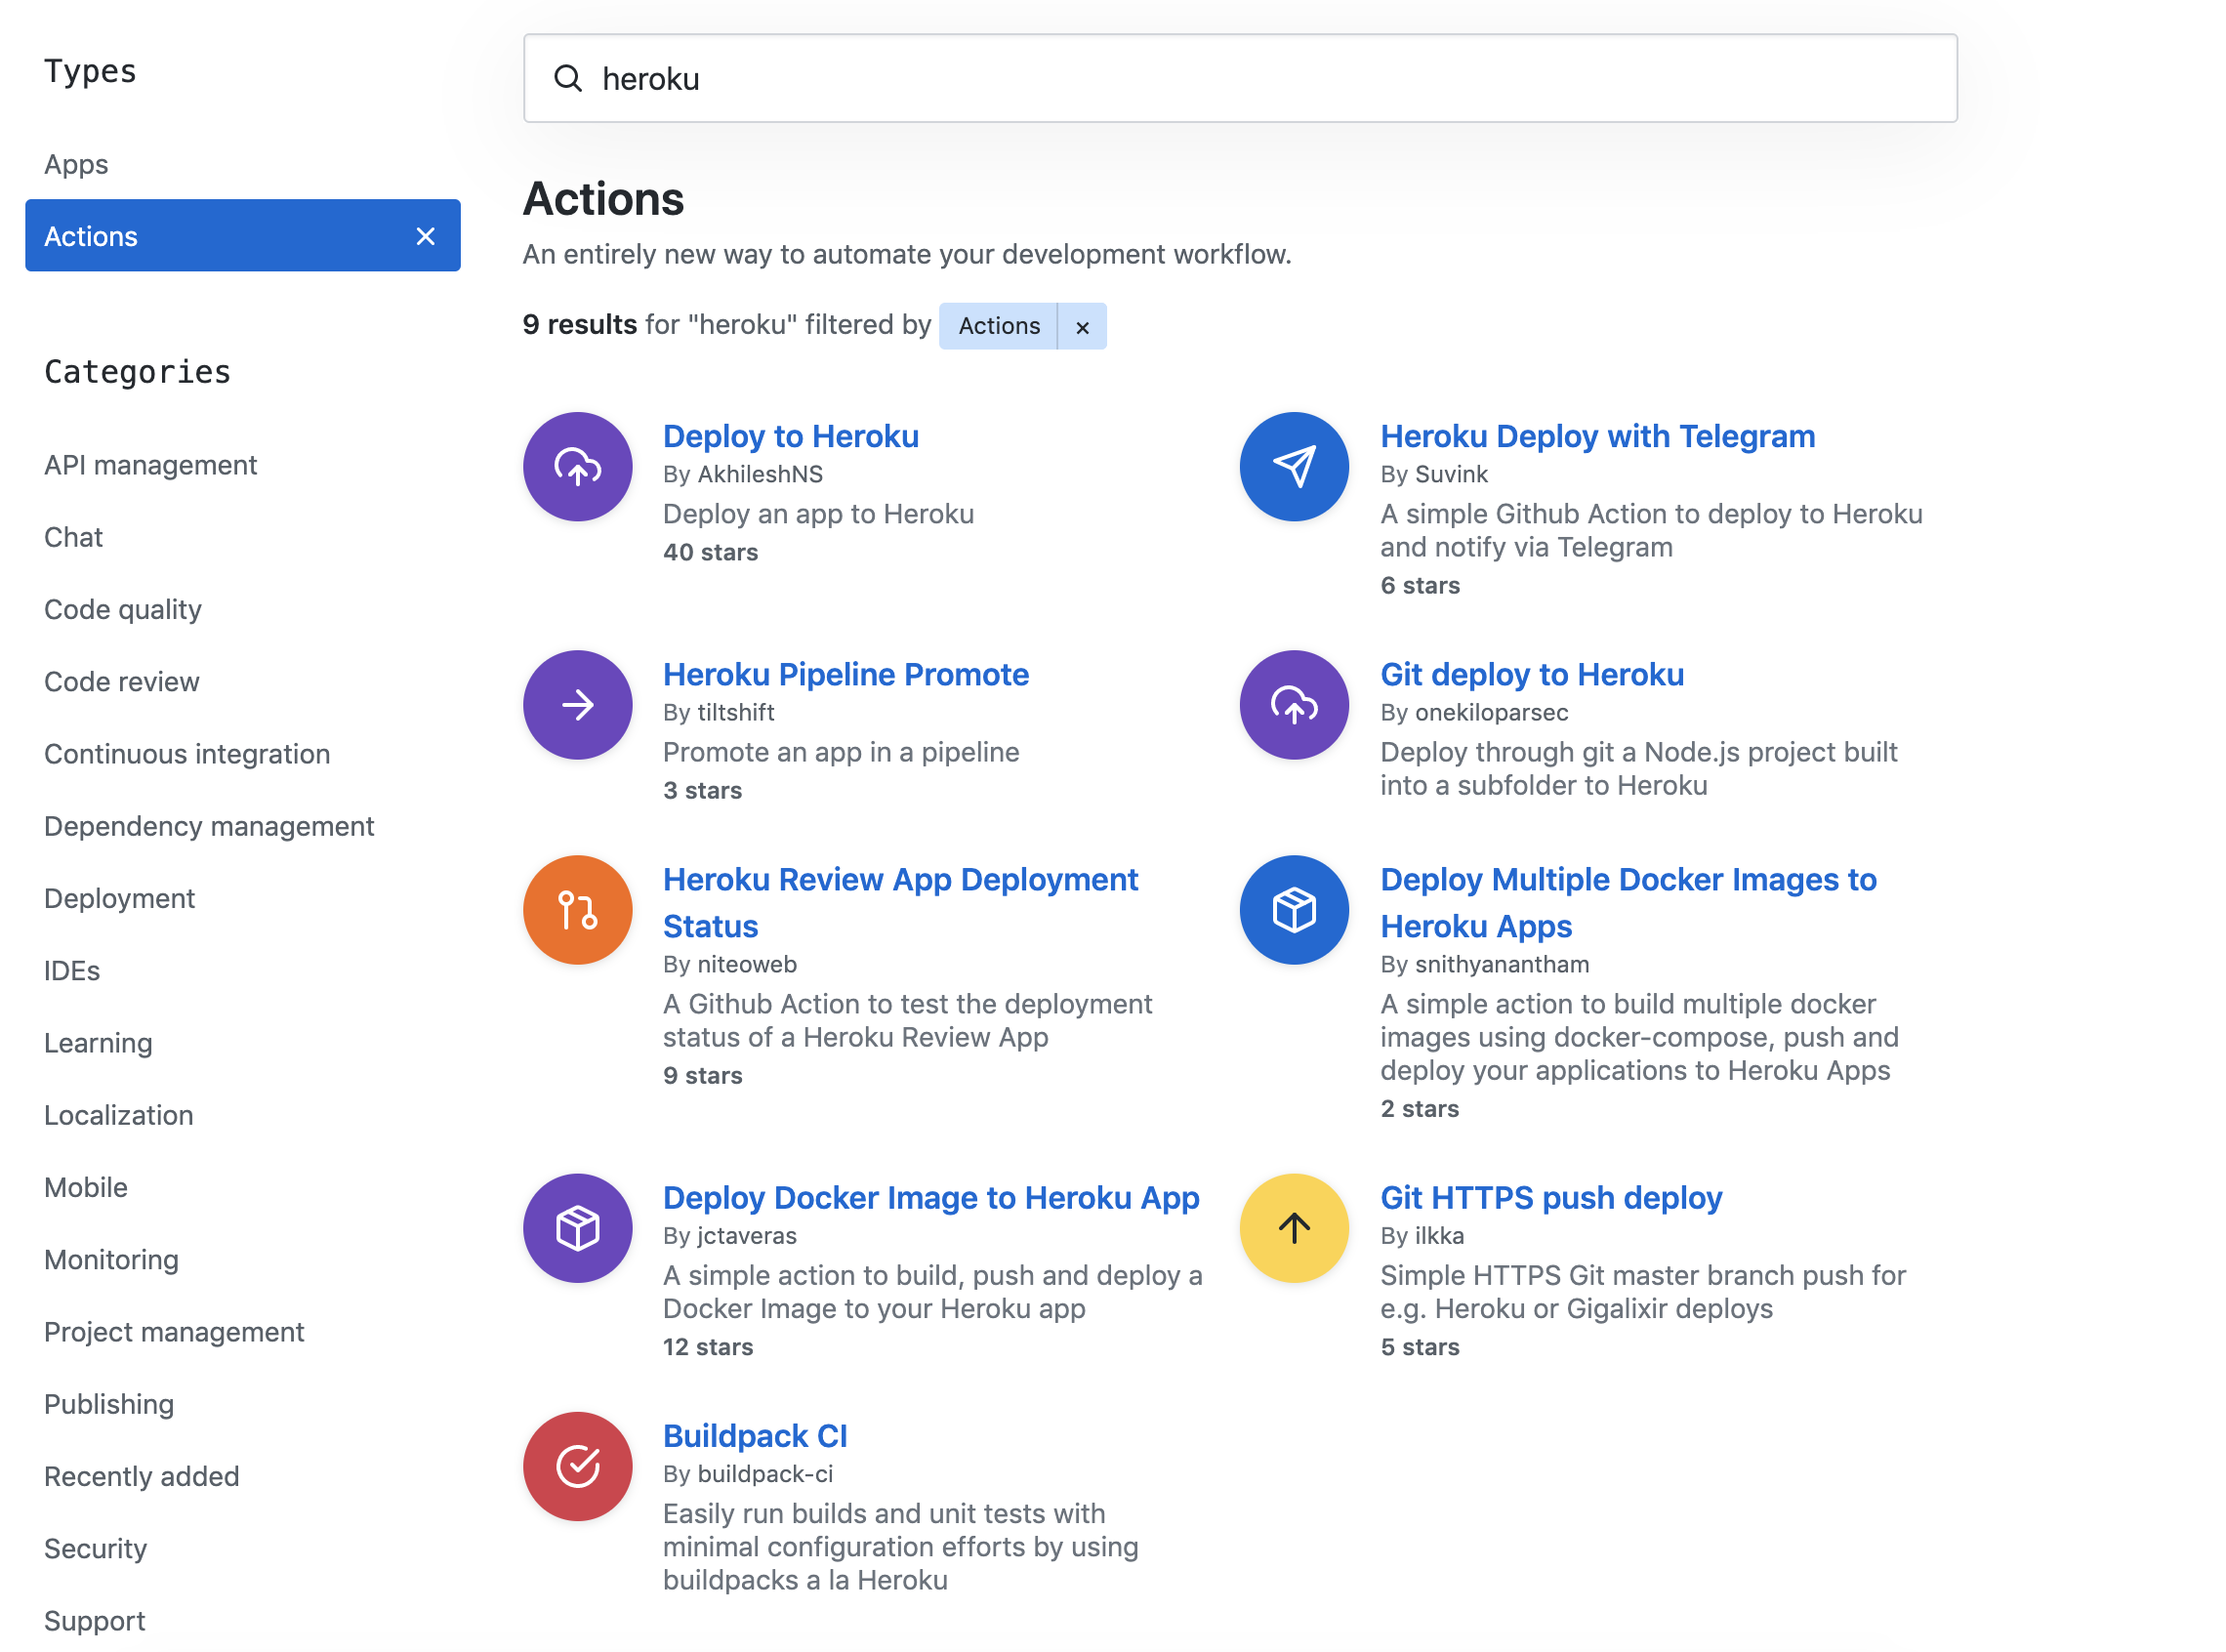 Types
Apps
Actions
Categories
API management
Chat
Code quality
Code review
Continuous integration
Dependency management
Deployment
IDEs
Learning
Localization
Mobile
Monitoring
Project management
Publishing
Recently added
Security
Support
heroku
Actions
An entirely new way to automate your development workflow.
9 results for "heroku" filtered by Actions ×
Deploy to Heroku
By AkhileshNS
Deploy an app to Heroku
40 stars
Heroku Deploy with Telegram
By Suvink
A simple Github Action to deploy to Heroku
and notify via Telegram
6 stars
Heroku Pipeline Promote
By tiltshift
Promote an app in a pipeline
3 stars
Git deploy to Heroku
By onekiloparsec
Deploy through git a Node.js project built
into a subfolder to Heroku
Heroku Review App Deployment
Status
By niteoweb
A Github Action to test the deployment
status of a Heroku Review App
9 stars
Deploy Multiple Docker Images to
Heroku Apps
By snithyanantham
A simple action to build multiple docker
images using docker-compose, push and
deploy your applications to Heroku Apps
2 stars
Deploy Docker Image to Heroku App
By jctaveras
A simple action to build, push and deploy a
Docker Image to your Heroku app
12 stars
Git HTTPS push deploy
By ilkka
Simple HTTPS Git master branch push for
e.g. Heroku or Gigalixir deploys
5 stars
Buildpack CI
By buildpack-ci
Easily run builds and unit tests with
minimal configuration efforts by using
buildpacks a la Heroku